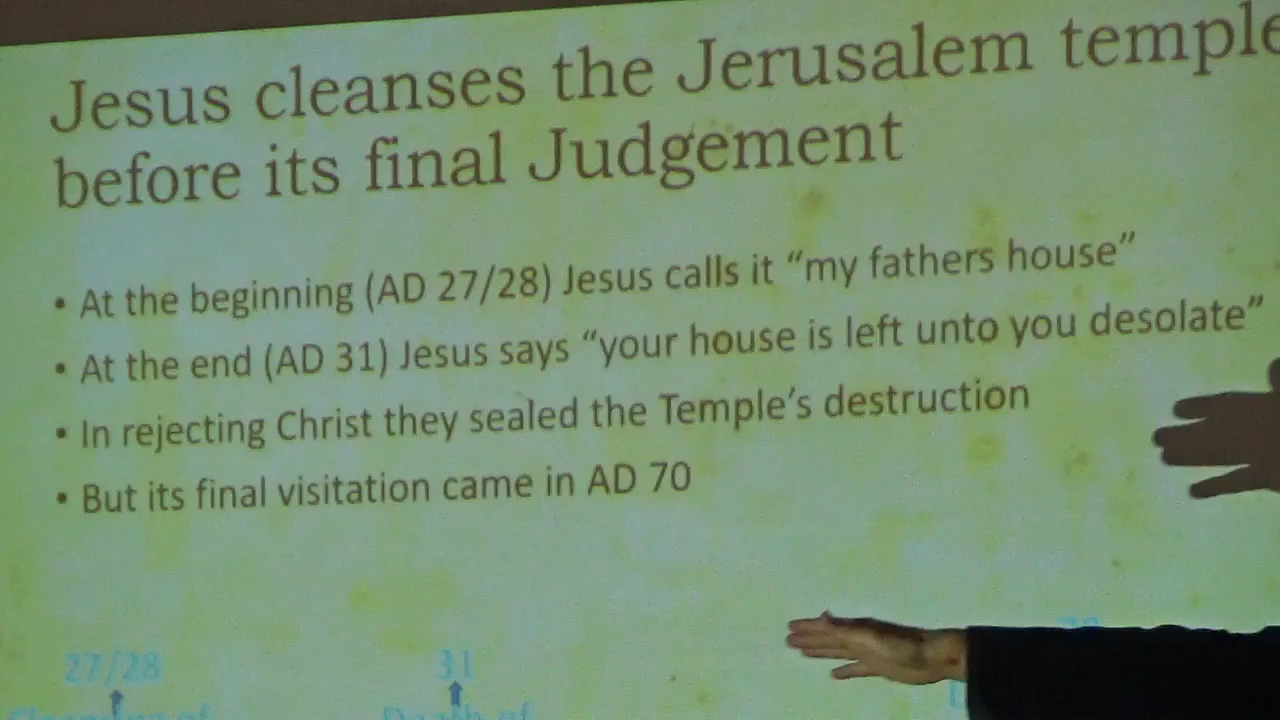 Jesus cleanses the Jerusalem temple
before its final Judgement
• At the beginning (AD 27/28) Jesus calls it “my fathers house”
• At the end (AD 31) Jesus says “your house is left unto you desolate”
• In rejecting Christ they sealed the Temple’s destruction
• But its final visitation came in AD 70
27/28 31
Death of